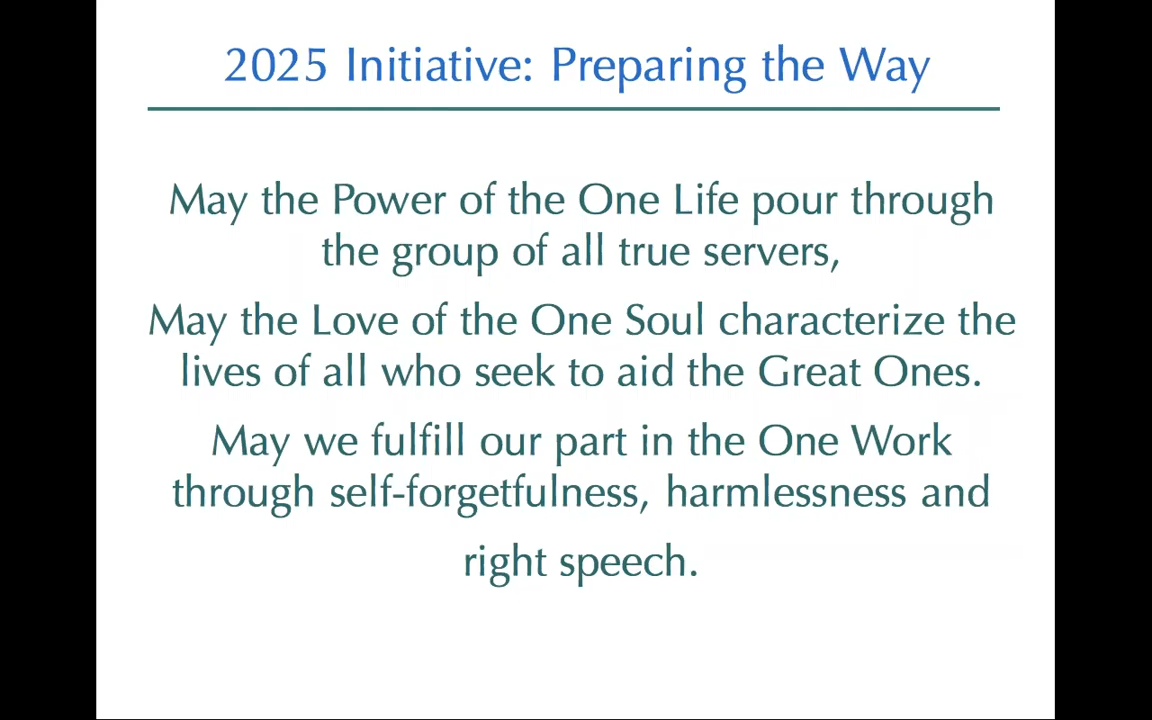 2025 Initiative: Preparing the Way
May the Power of the One Life pour through
the group of all true servers,
May the Love of the One Soul characterize the
lives of all who seek to aid the Great Ones.
May we fulfill our part in the One Work
through self-forgetfulness, harmlessness and
right speech.